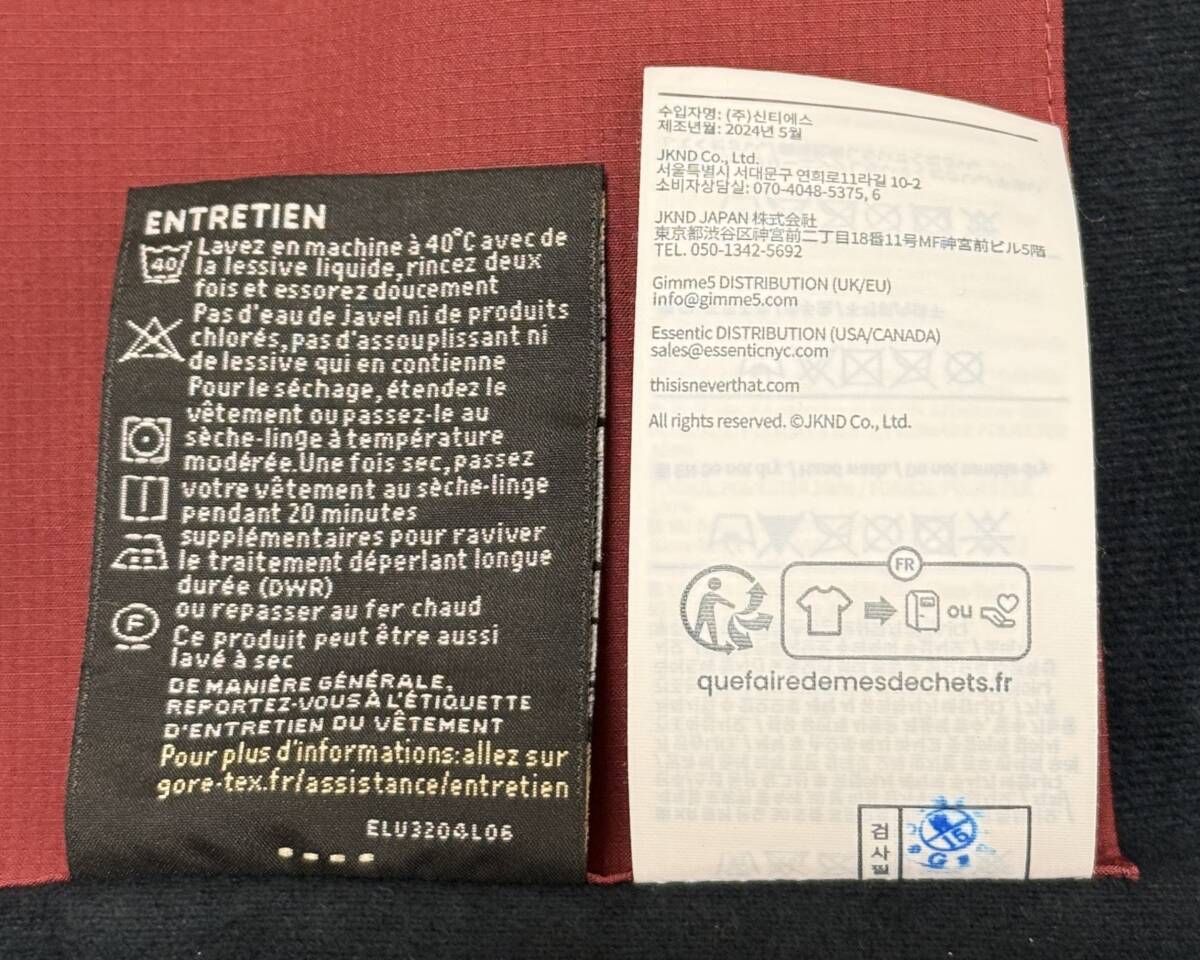 ENTRETIEN
40
Lavez en machine à 40°C avec de
la lessive liquide, rincez deux
fois et essorez doucement
Pas d'eau de Javel ni de produits
chlorés, pas d'assouplissant ni
de lessive qui en contienne
Pour le séchage, étendez le
vêtement ou passez-le au
sèche-linge à température
modérée. Une fois sec, passez
votre vêtement au sèche-linge
pendant 20 minutes
supplémentaires pour raviver
le traitement déperlant longue
durée (DWR)
ou repasser au fer chaud
F
Ce produit peut être aussi
lavé à sec
DE MANIÈRE GÉNÉRALE,
REPORTEZ-VOUS À L'ÉTIQUETTE
D'ENTRETIEN DU VÊTEMENT
Pour plus d'informations: allez sur
gore-tex.fr/assistance/entretien
ELU3204L06
수입자명: (주)신티에스
제조년월: 2024년 5월
JKND Co., Ltd.
서울특별시 서대문구 연희로11라길 10-2
소비자상담실: 070-4048-5375, 6
JKND JAPAN 株式会社
東京都渋谷区神宮前二丁目18番11号MF神宮前ビル5階
TEL. 050-1342-5692
Gimme5 DISTRIBUTION (UK/EU)
info@gimme5.com
Essentic DISTRIBUTION (USA/CANADA)
sales@essenticnyc.com
thisisneverthat.com
All rights reserved. ©JKND Co., Ltd.
FR
ou
quefairedemesdechets.fr
검사필